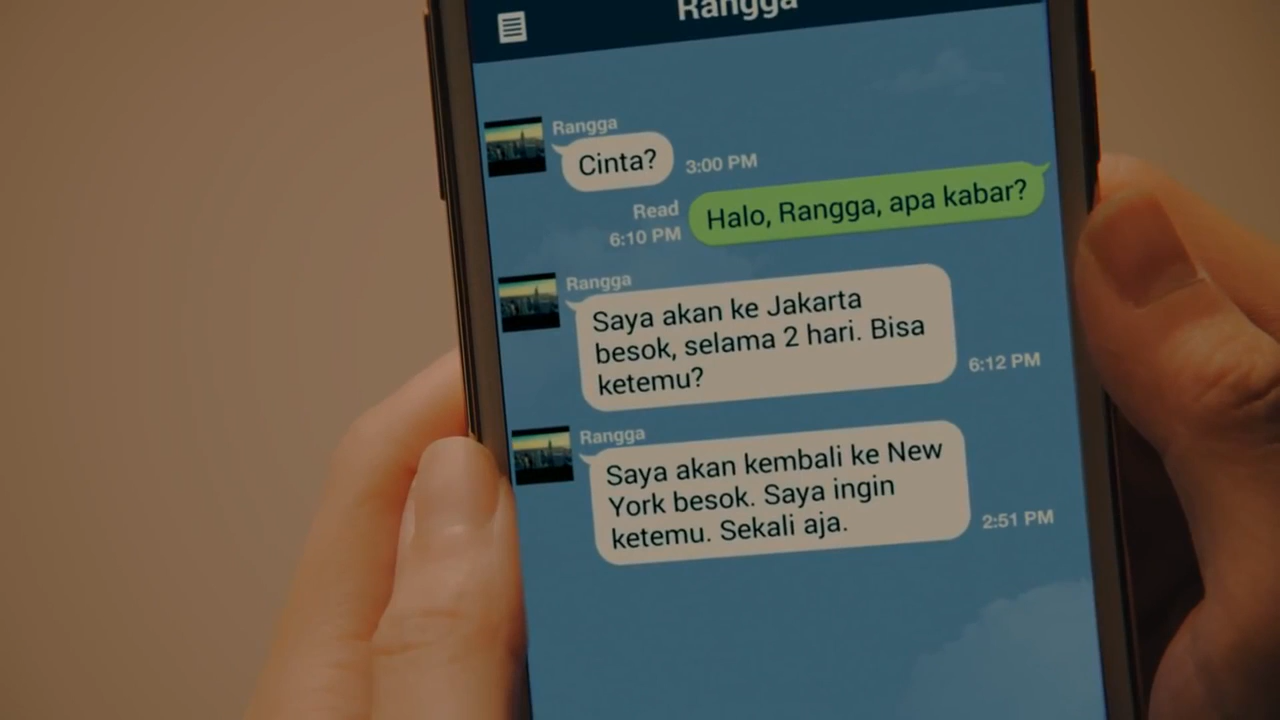 Rangga
Rangga
Cinta?
3:00 PM
Halo, Rangga, apa kabar?
Read
6:10 PM
Rangga
Saya akan ke Jakarta
besok, selama 2 hari. Bisa
ketemu?
6:12 PM
Rangga
Saya akan kembali ke New
York besok. Saya ingin
ketemu. Sekali aja.
2:51 PM